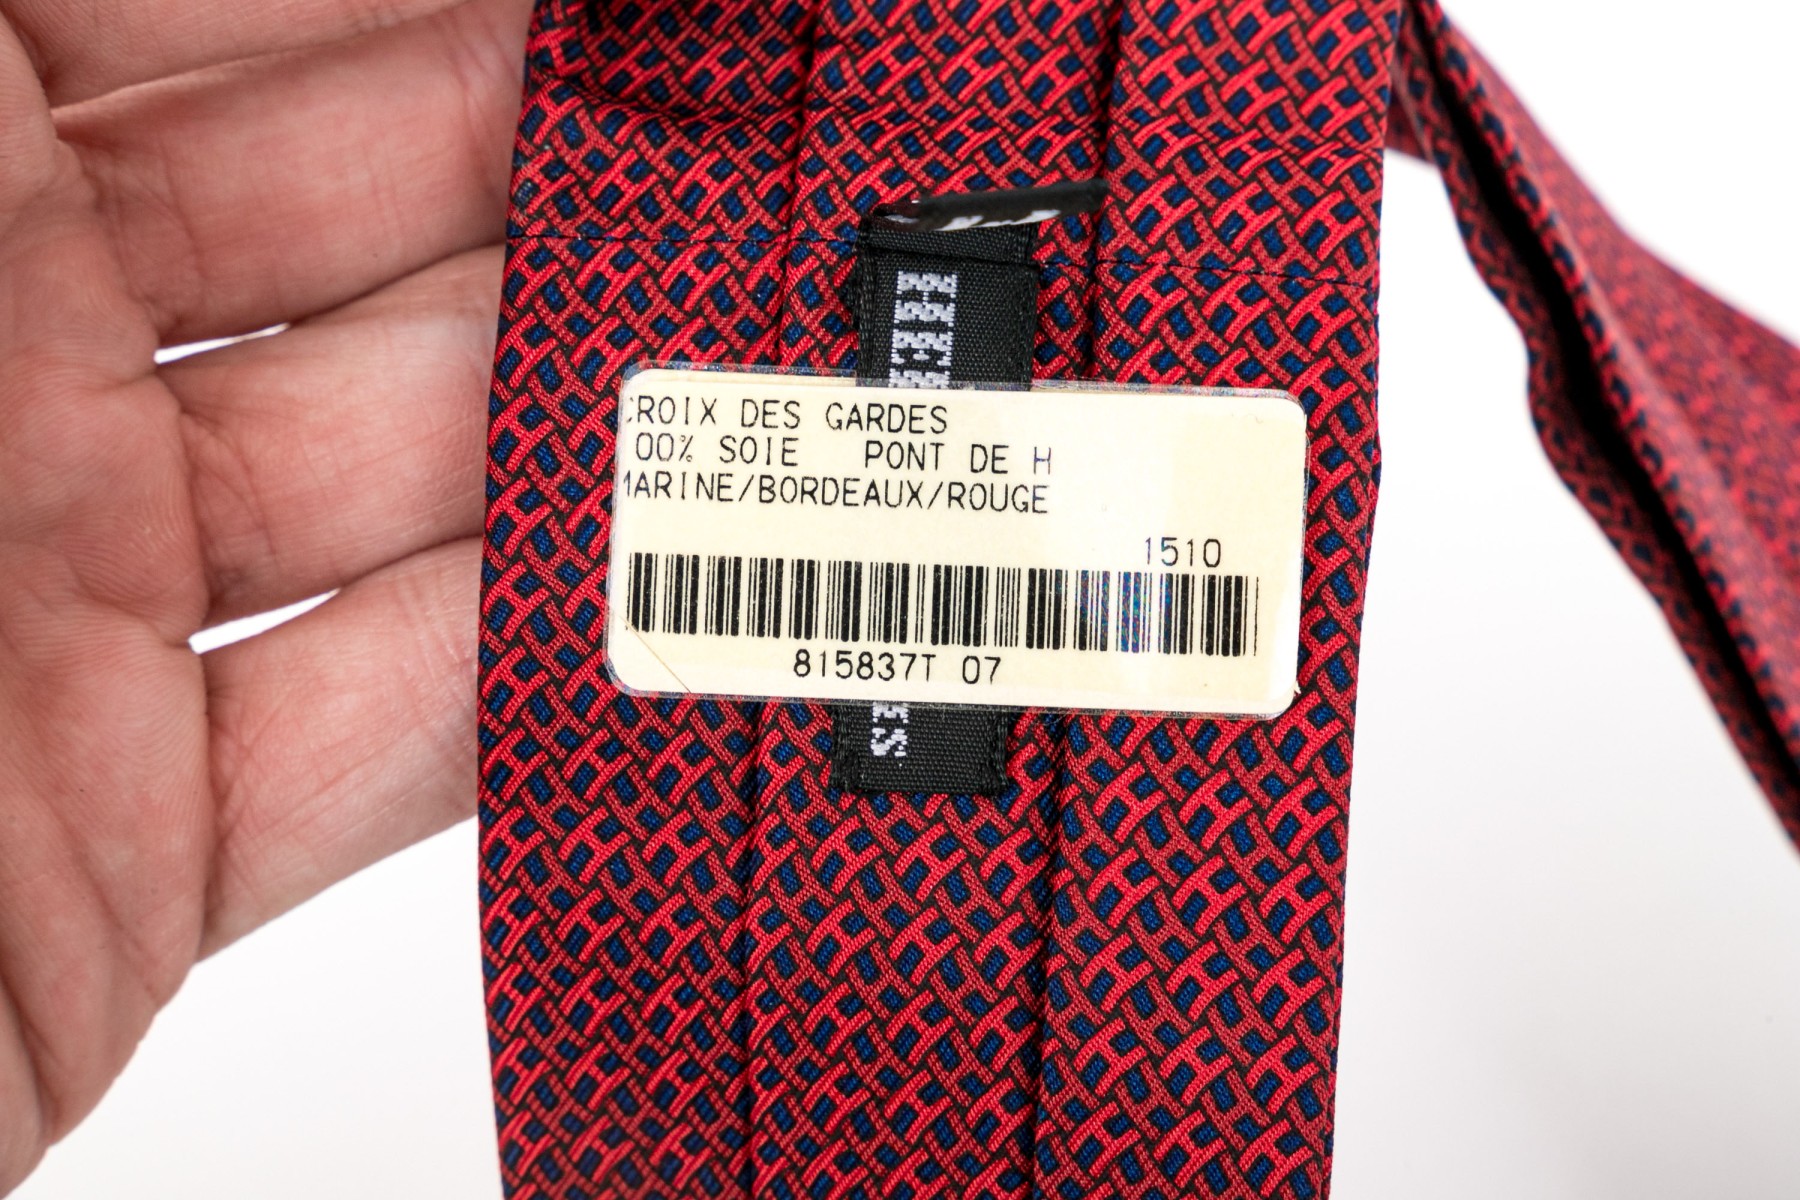 CROIX DES GARDES
00% SOIE PONT DE H
MARINE/BORDEAUX/ROUGE
1510
815837T 07